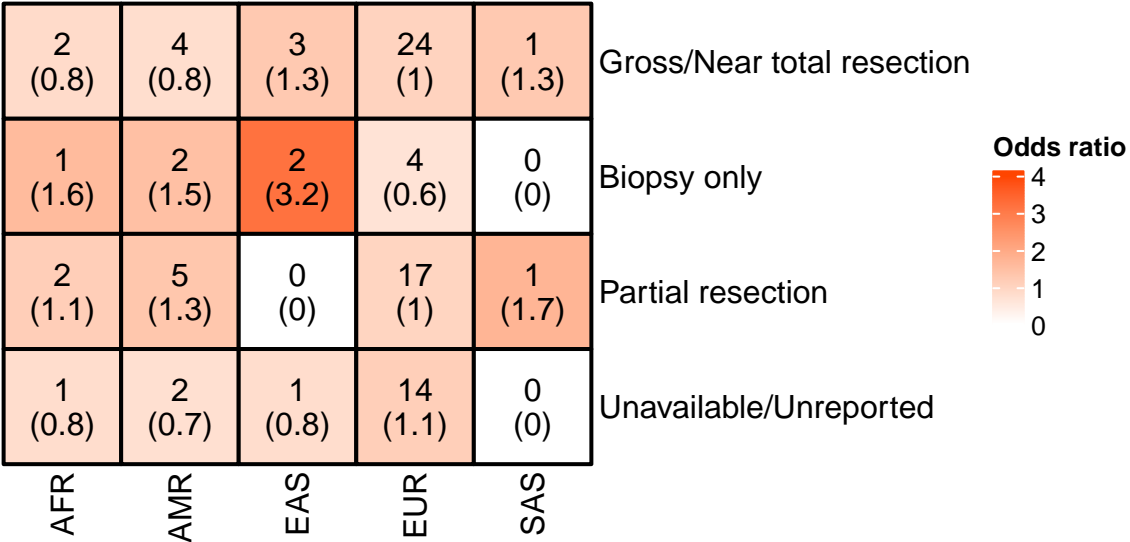 2 4 3 24 1
(0.8) (0.8) (1.3) (1) (1.3)
Gross/Near total resection
1 2 2 4 0
(1.6) (1.5) (3.2) (0.6) (0)
Biopsy only
2 5 0 17 1
(1.1) (1.3) (0) (1) (1.7)
Partial resection
1 2 1 14 0
(0.8) (0.7) (0.8) (1.1) (0)
Unavailable/Unreported
AFR AMR EAS EUR SAS
Odds ratio
4
3
2
1
0